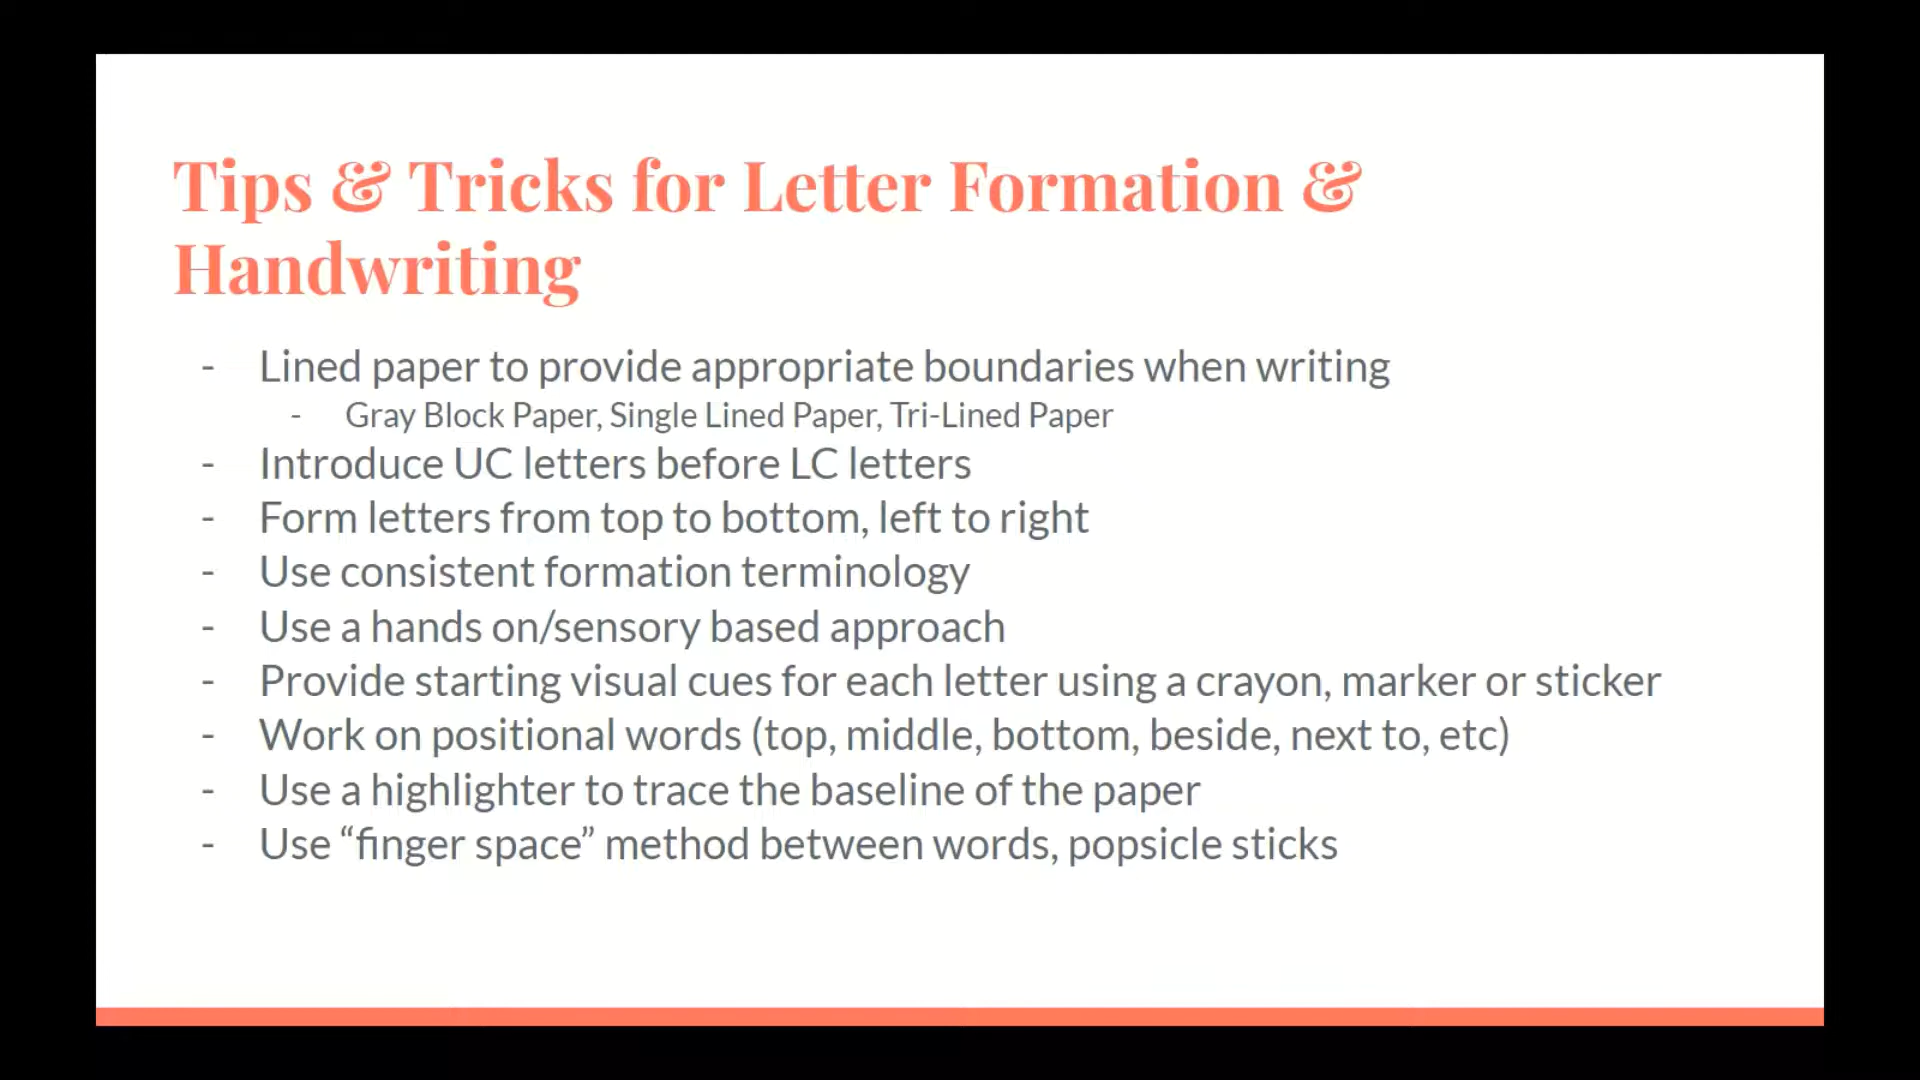 Tips & Tricks for Letter Formation &
Handwriting
- Lined paper to provide appropriate boundaries when writing
- Gray Block Paper, Single Lined Paper, Tri-Lined Paper
- Introduce UC letters before LC letters
- Form letters from top to bottom, left to right
- Use consistent formation terminology
- Use a hands on/sensory based approach
- Provide starting visual cues for each letter using a crayon, marker or sticker
- Work on positional words (top, middle, bottom, beside, next to, etc)
- Use a highlighter to trace the baseline of the paper
- Use “finger space” method between words, popsicle sticks